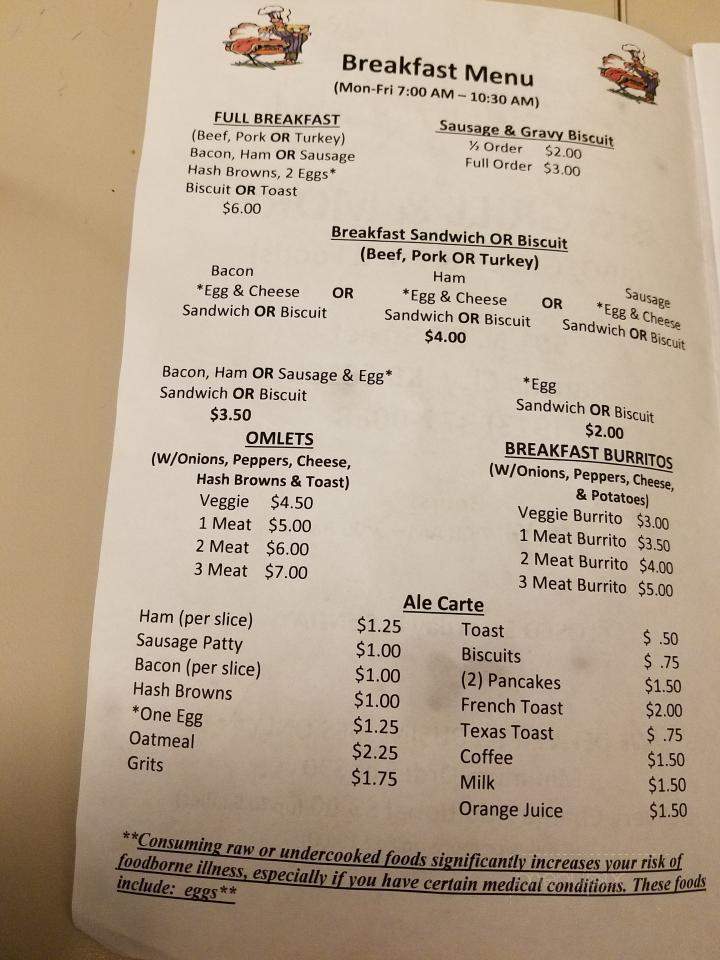 Breakfast Menu
(Mon-Fri 7:00 AM – 10:30 AM)
FULL BREAKFAST
(Beef, Pork OR Turkey)
Bacon, Ham OR Sausage
Hash Browns, 2 Eggs*
Biscuit OR Toast
$6.00
Sausage & Gravy Biscuit
½ Order $2.00
Full Order $3.00
Breakfast Sandwich OR Biscuit
(Beef, Pork OR Turkey)
Bacon
*Egg & Cheese
Sandwich OR Biscuit
OR
Ham
*Egg & Cheese
Sandwich OR Biscuit
OR
Sausage
*Egg & Cheese
Sandwich OR Biscuit
$4.00
Bacon, Ham OR Sausage & Egg*
Sandwich OR Biscuit
$3.50
*Egg
Sandwich OR Biscuit
$2.00
OMLETS
(W/Onions, Peppers, Cheese,
Hash Browns & Toast)
Veggie $4.50
1 Meat $5.00
2 Meat $6.00
3 Meat $7.00
BREAKFAST BURRITOS
(W/Onions, Peppers, Cheese,
& Potatoes)
Veggie Burrito $3.00
1 Meat Burrito $3.50
2 Meat Burrito $4.00
3 Meat Burrito $5.00
Ale Carte
Ham (per slice) $1.25
Sausage Patty $1.00
Bacon (per slice) $1.00
Hash Browns $1.00
*One Egg $1.25
Oatmeal $2.25
Grits $1.75
Toast $ .50
Biscuits $ .75
(2) Pancakes $1.50
French Toast $2.00
Texas Toast $ .75
Coffee $1.50
Milk $1.50
Orange Juice $1.50
**Consuming raw or undercooked foods significantly increases your risk of
foodborne illness, especially if you have certain medical conditions. These foods
include: eggs**